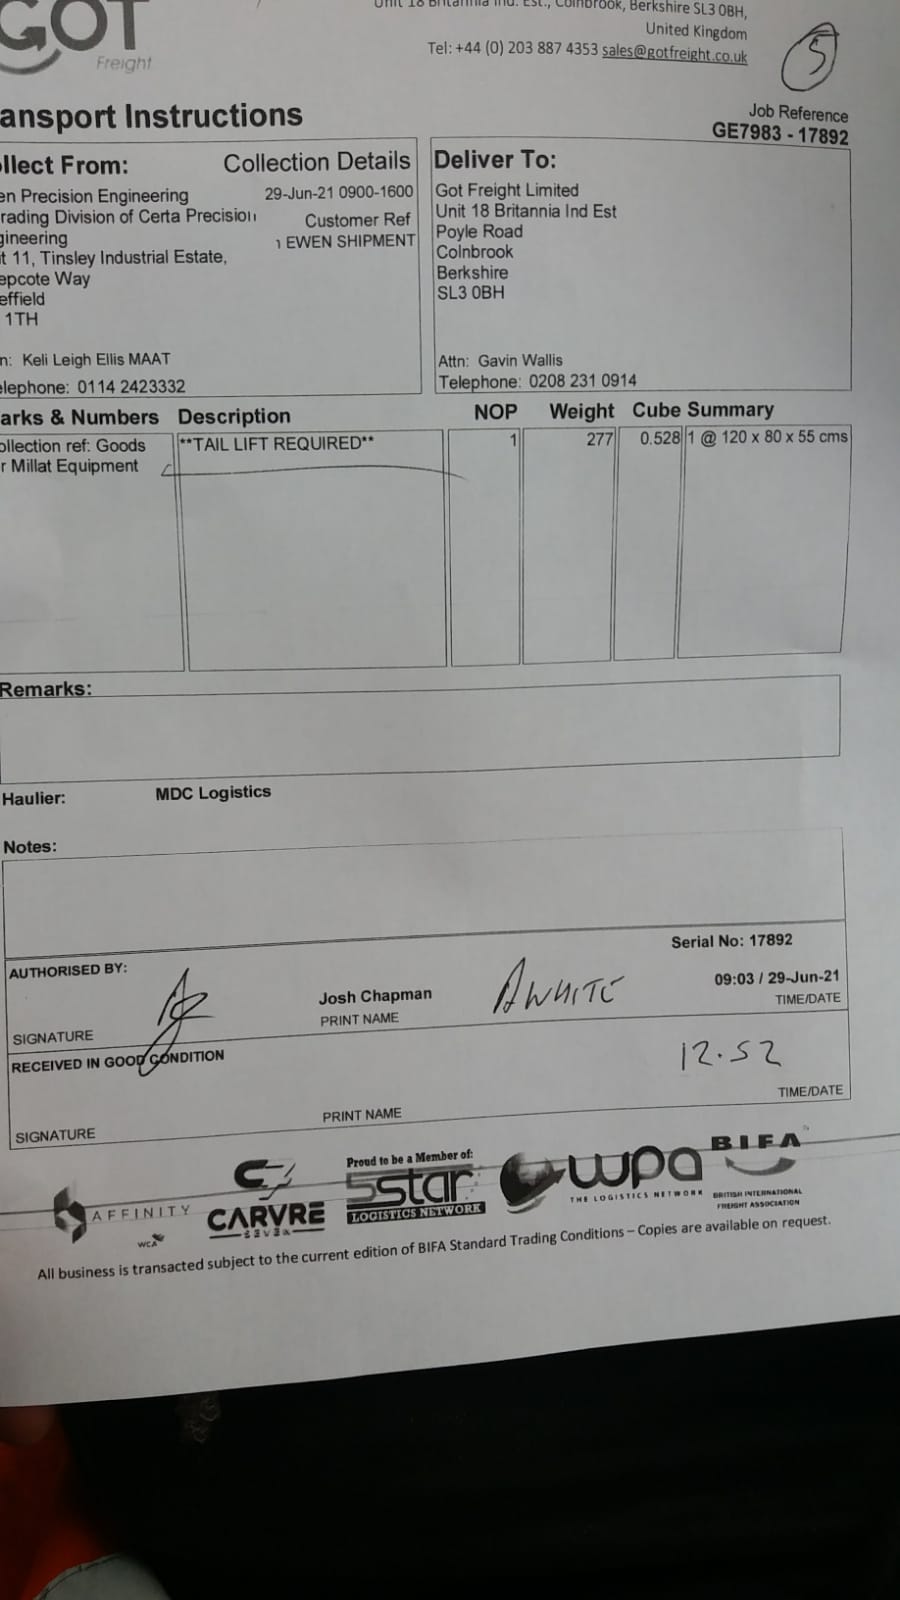 GOT
Freight
Unit 18 Britannia Ind. Est., Colnbrook, Berkshire SL3 0BH,
United Kingdom
Tel: +44 (0) 203 887 4353 sales@gotfreight.co.uk
5
ansport Instructions
Job Reference
GE7983 - 17892
ollect From:
Collection Details
en Precision Engineering
29-Jun-21 0900-1600
rading Division of Certa Precision
Customer Ref
gineering
EWEN SHIPMENT
it 11, Tinsley Industrial Estate,
epcote Way
effield
1TH
n: Keli Leigh Ellis MAAT
elephone: 0114 2423332
Deliver To:
Got Freight Limited
Unit 18 Britannia Ind Est
Poyle Road
Colnbrook
Berkshire
SL3 0BH
Attn: Gavin Wallis
Telephone: 0208 231 0914
arks & Numbers Description NOP Weight Cube Summary
ollection ref: Goods **TAIL LIFT REQUIRED** 1 277 0.528 1 @ 120 x 80 x 55 cms
r Millat Equipment
Remarks:
Haulier: MDC Logistics
Notes:
Serial No: 17892
AUTHORISED BY:
Josh Chapman
A WHITE
09:03 / 29-Jun-21
SIGNATURE
PRINT NAME
TIME/DATE
RECEIVED IN GOOD CONDITION
12.52
SIGNATURE
PRINT NAME
TIME/DATE
AFFINITY
WCA
CARVRE
SEVEN
Proud to be a Member of:
5star
LOGISTICS NETWORK
wpa
THE LOGISTICS NETWORK
BIFA
BRITISH INTERNATIONAL
FREIGHT ASSOCIATION
All business is transacted subject to the current edition of BIFA Standard Trading Conditions – Copies are available on request.